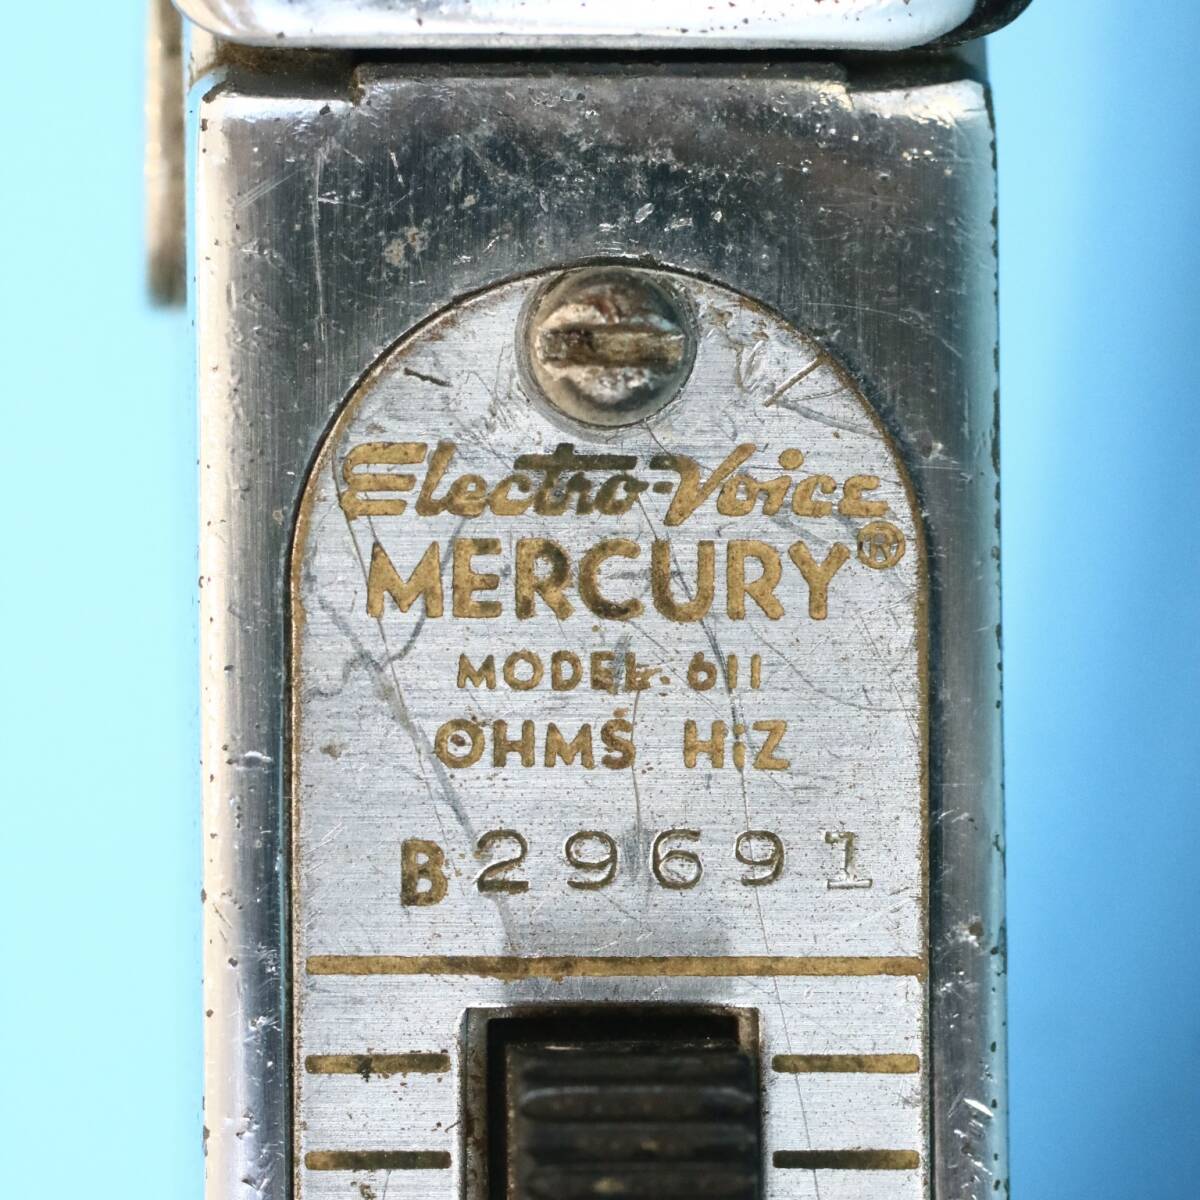 Electro-Voice
MERCURY®
MODEL 611
OHMS HiZ
B29691